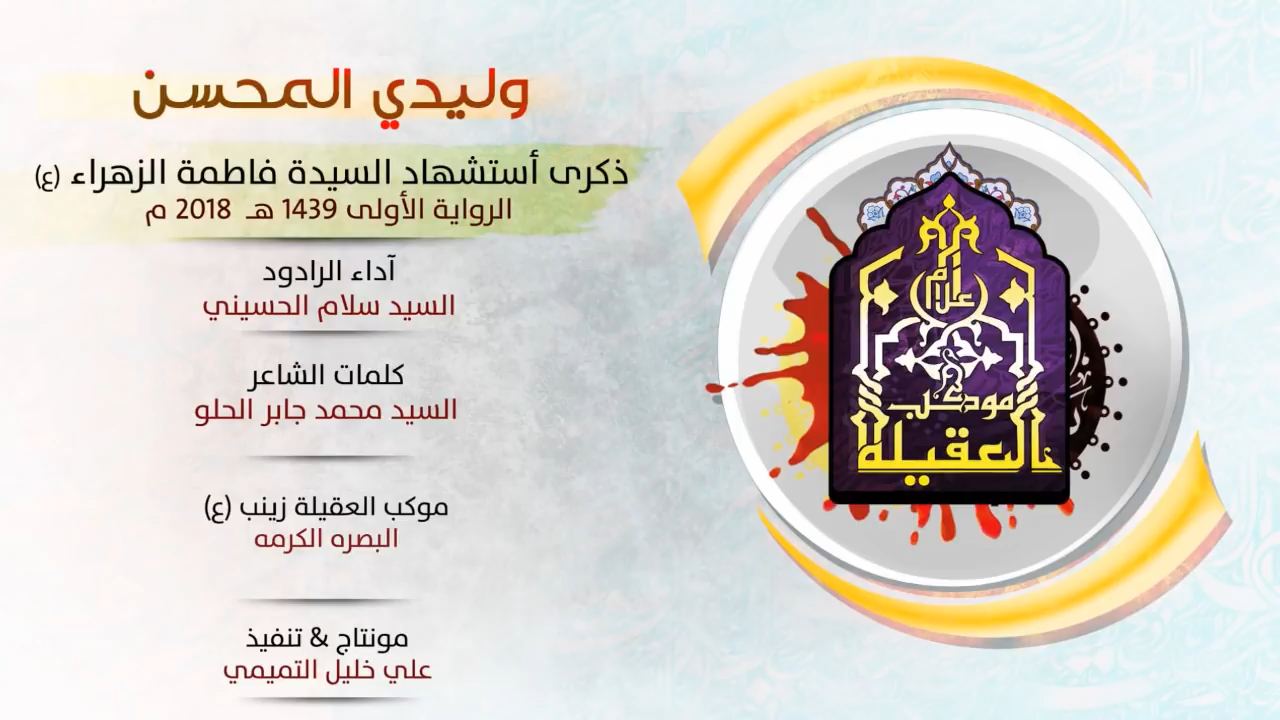 وليدي المحسن
ذكرى أستشهاد السيدة فاطمة الزهراء (ع)
الرواية الأولى 1439 هـ 2018 م
آداء الرادود
السيد سلام الحسيني
كلمات الشاعر
السيد محمد جابر الحلو
موكب العقيلة زينب (ع)
البصره الكرمه
مونتاج & تنفيذ
علي خليل التميمي
موكب
العقيلة